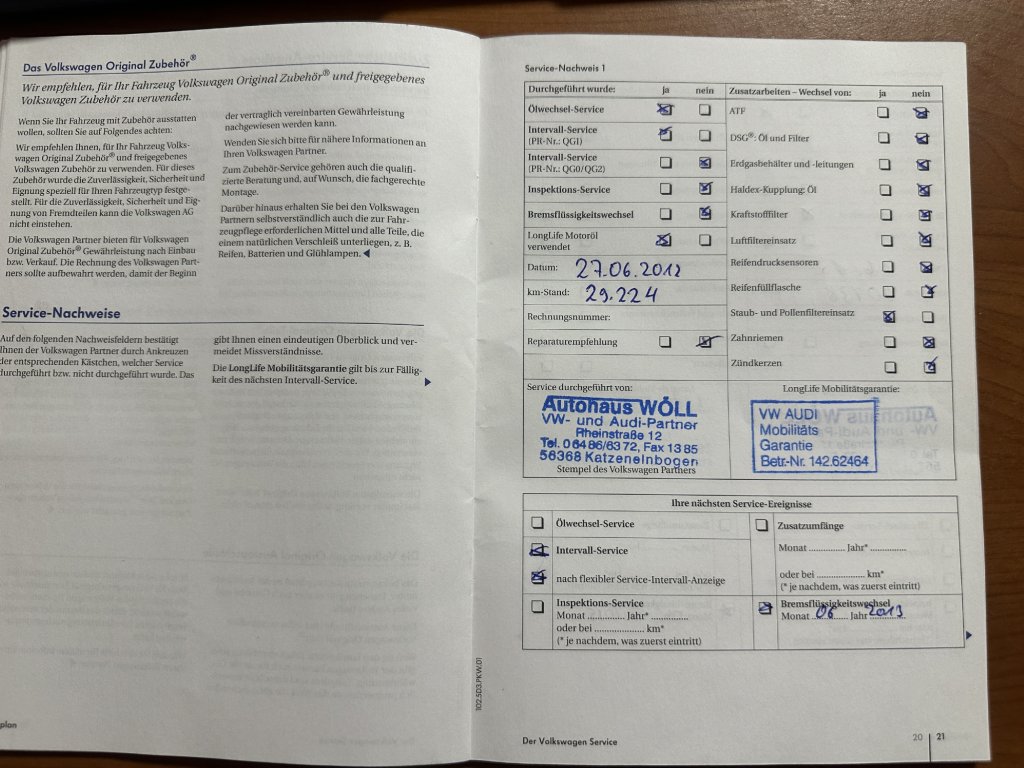 Das Volkswagen Original Zubehör®
Wir empfehlen, für Ihr Fahrzeug Volkswagen Original Zubehör® und freigegebenes
Volkswagen Zubehör zu verwenden.
Wenn Sie Ihr Fahrzeug mit Zubehör ausstatten
wollen, sollten Sie auf Folgendes achten:
Wir empfehlen Ihnen, für Ihr Fahrzeug Volks-
wagen Original Zubehör® und freigegebenes
Volkswagen Zubehör zu verwenden. Für dieses
Zubehör wurde die Zuverlässigkeit, Sicherheit und
Eignung speziell für Ihren Fahrzeugtyp festge-
stellt. Für die Zuverlässigkeit, Sicherheit und Eig-
nung von Fremdteilen kann die Volkswagen AG
nicht einstehen.
Die Volkswagen Partner bieten für Volkswagen
Original Zubehör® Gewährleistung nach Einbau
bzw. Verkauf. Die Rechnung des Volkswagen Part-
ners sollte aufbewahrt werden, damit der Beginn
der vertraglich vereinbarten Gewährleistung
nachgewiesen werden kann.
Wenden Sie sich bitte für nähere Informationen an
Ihren Volkswagen Partner.
Zum Zubehör-Service gehören auch die qualifi-
zierte Beratung und, auf Wunsch, die fachgerechte
Montage.
Darüber hinaus erhalten Sie bei den Volkswagen
Partnern selbstverständlich auch die zur Fahr-
zeugpflege erforderlichen Mittel und alle Teile, die
einem natürlichen Verschleiß unterliegen, z. B.
Reifen, Batterien und Glühlampen.
Service-Nachweise
Auf den folgenden Nachweisfeldern bestätigt
Ihnen der Volkswagen Partner durch Ankreuzen
der entsprechenden Kästchen, welcher Service
durchgeführt bzw. nicht durchgeführt wurde. Das
gibt Ihnen einen eindeutigen Überblick und ver-
meidet Missverständnisse.
Die LongLife Mobilitätsgarantie gilt bis zur Fällig-
keit des nächsten Intervall-Service.
plan
Service-Nachweis 1
Durchgeführt wurde: ja nein
Ölwechsel-Service
Intervall-Service
(PR-Nr.: QG1)
Intervall-Service
(PR-Nr.: QG0/QG2)
Inspektions-Service
Bremsflüssigkeitswechsel
LongLife Motoröl
verwendet
Datum: 27.06.2012
km-Stand: 29.224
Rechnungsnummer:
Reparaturempfehlung
Zusatzarbeiten – Wechsel von: ja nein
ATF
DSG®: Öl und Filter
Erdgasbehälter und -leitungen
Haldex-Kupplung: Öl
Kraftstofffilter
Luftfiltereinsatz
Reifendrucksensoren
Reifenfüllflasche
Staub- und Pollenfiltereinsatz
Zahnriemen
Zündkerzen
Service durchgeführt von:
Autohaus WÖLL
VW- und Audi-Partner
Rheinstraße 12
Tel. 06486/6372, Fax 1385
56368 Katzenelnbogen
Stempel des Volkswagen Partners
LongLife Mobilitätsgarantie:
VW AUDI
Mobilitäts
Garantie
Betr-Nr. 142.62464
Ihre nächsten Service-Ereignisse
Ölwechsel-Service
Intervall-Service
nach flexibler Service-Intervall-Anzeige
Inspektions-Service
Monat ............. Jahr* .............
oder bei ................. km*
(* je nachdem, was zuerst eintritt)
Zusatzumfänge
Monat ............. Jahr* .............
oder bei ................. km*
(* je nachdem, was zuerst eintritt)
Bremsflüssigkeitswechsel
Monat 06 Jahr 2013
102.5D3.PKW.01
Der Volkswagen Service
20 | 21